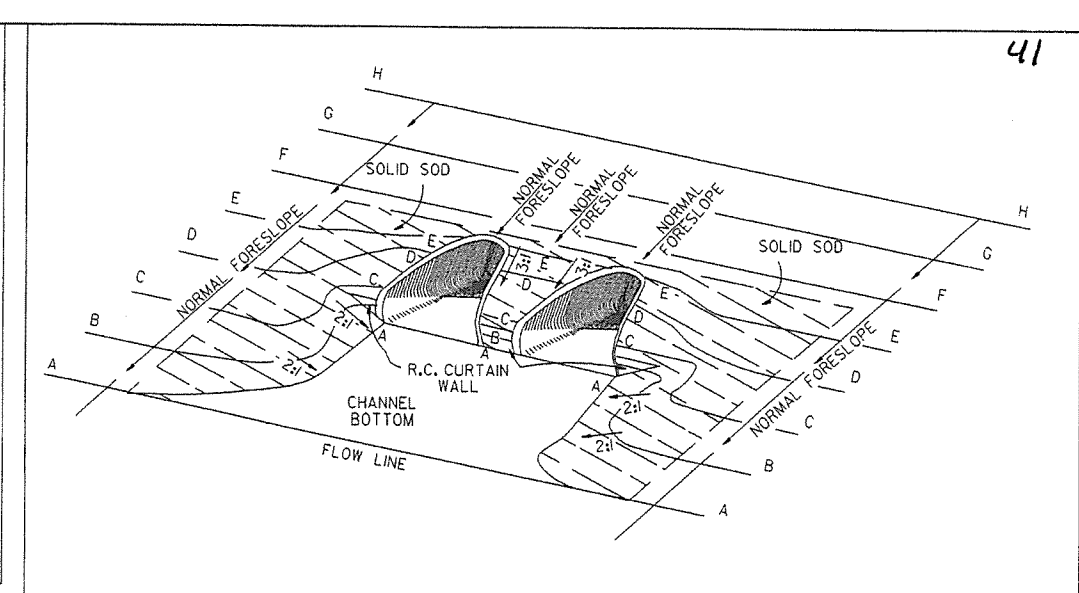 41
H
G
F
SOLID SOD
E
D
C
B
A
NORMAL FORESLOPE
NORMAL
FORESLOPE
NORMAL
FORESLOPE
NORMAL
FORESLOPE
H
G
SOLID SOD
F
E
D
C
B
A
NORMAL FORESLOPE
E
D
C
A
3:1
E
D
C
B
A
3:1
E
D
C
A
2:1
2:1
2:1
2:1
R.C. CURTAIN
WALL
CHANNEL
BOTTOM
FLOW LINE